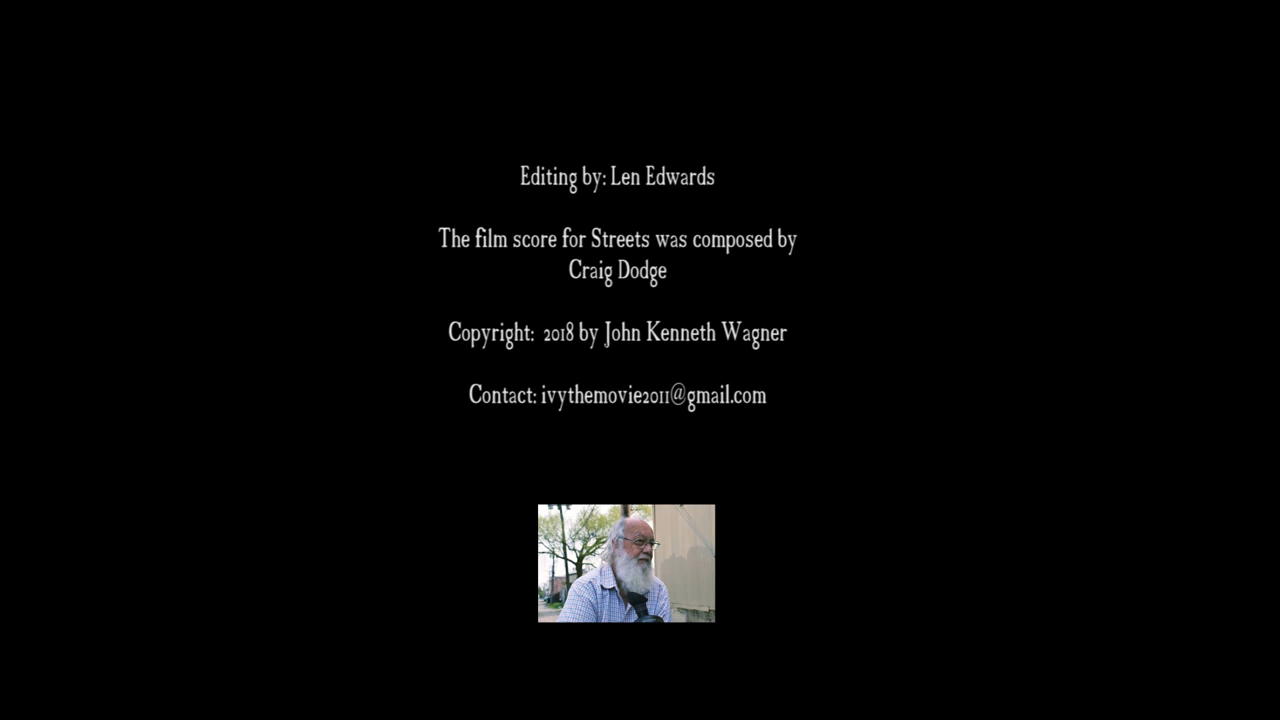 Editing by: Len Edwards
The film score for Streets was composed by
Craig Dodge
Copyright:  2018 by John Kenneth Wagner
Contact: ivythemovie2011@gmail.com